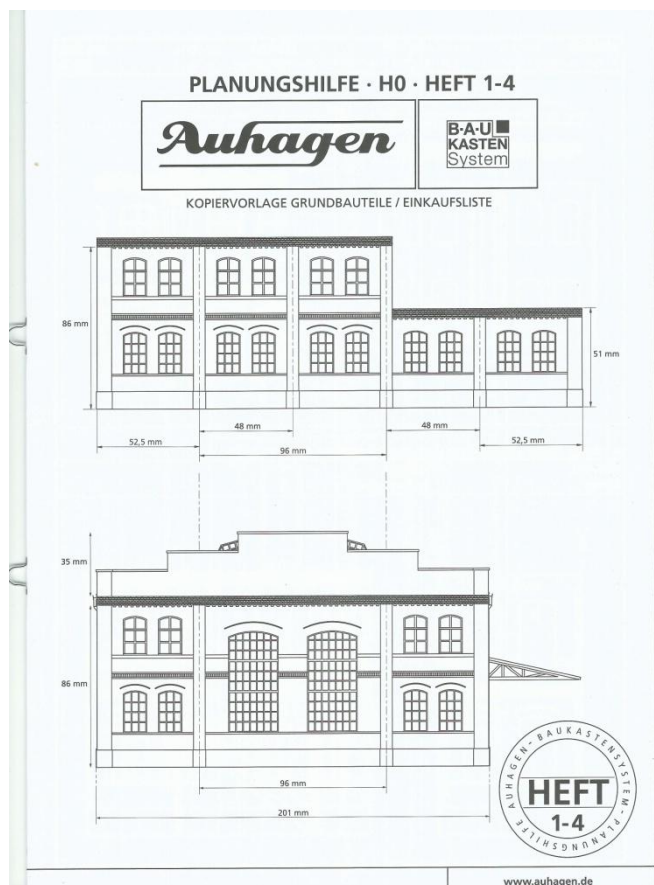 PLANUNGSHILFE · H0 · HEFT 1-4
Auhagen
B·A·U
KASTEN
System
KOPIERVORLAGE GRUNDBAUTEILE / EINKAUFSLISTE
86 mm
51 mm
48 mm
48 mm
52,5 mm
52,5 mm
96 mm
35 mm
86 mm
96 mm
201 mm
AUHAGEN - BAUKASTENSYSTEM - PLANUNGSHILFE
HEFT
1-4
www.auhagen.de